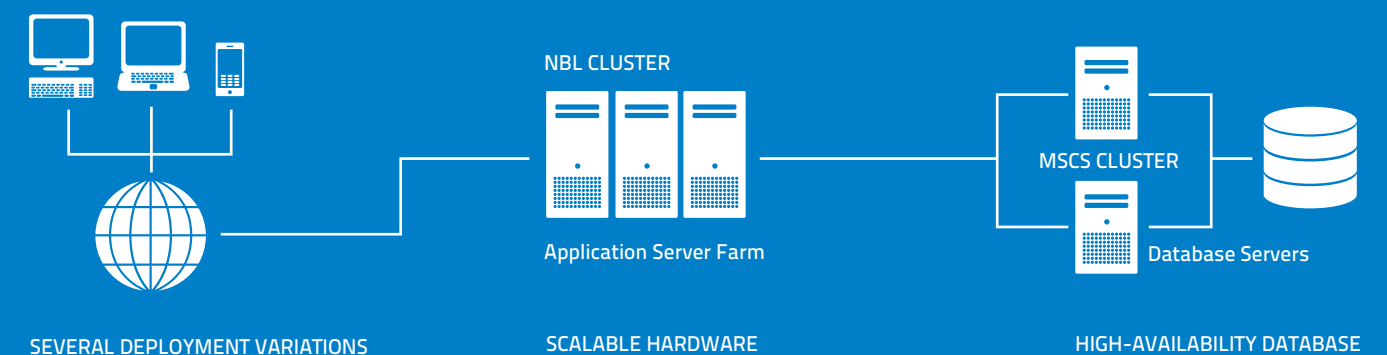 NBL CLUSTER
Application Server Farm
MSCS CLUSTER
Database Servers
SEVERAL DEPLOYMENT VARIATIONS
SCALABLE HARDWARE
HIGH-AVAILABILITY DATABASE